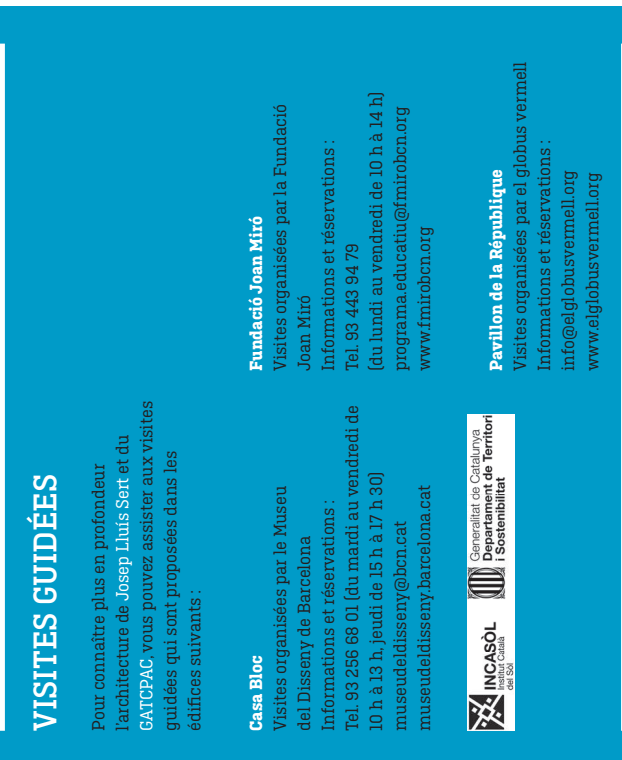 VISITES GUIDÉES
Pour connaître plus en profondeur
l'architecture de Josep Lluís Sert et du
GATCPAC, vous pouvez assister aux visites
guidées qui sont proposées dans les
édifices suivants :
Casa Bloc
Visites organisées par le Museu
del Disseny de Barcelona
Informations et réservations :
Tel. 93 256 68 01 (du mardi au vendredi de
10 h à 13 h, jeudi de 15 h à 17 h 30)
museudeldisseny@bcn.cat
museudeldisseny.barcelona.cat
Fundació Joan Miró
Visites organisées par la Fundació
Joan Miró
Informations et réservations :
Tel. 93 443 94 79
(du lundi au vendredi de 10 h à 14 h)
programa.educatiu@fmirobcn.org
www.fmirobcn.org
Pavillon de la République
Visites organisées par el globus vermell
Informations et réservations :
info@elglobusvermell.org
www.elglobusvermell.org
INCASÒL
Institut Català
del Sòl
Generalitat de Catalunya
Departament de Territori
i Sostenibilitat